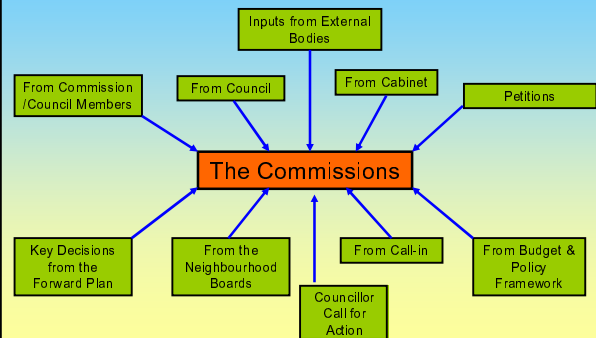 Inputs from External
Bodies
From Commission
/Council Members
From Council
From Cabinet
Petitions
The Commissions
Key Decisions
from the
Forward Plan
From the
Neighbourhood
Boards
Councillor
Call for
Action
From Call-in
From Budget &
Policy
Framework